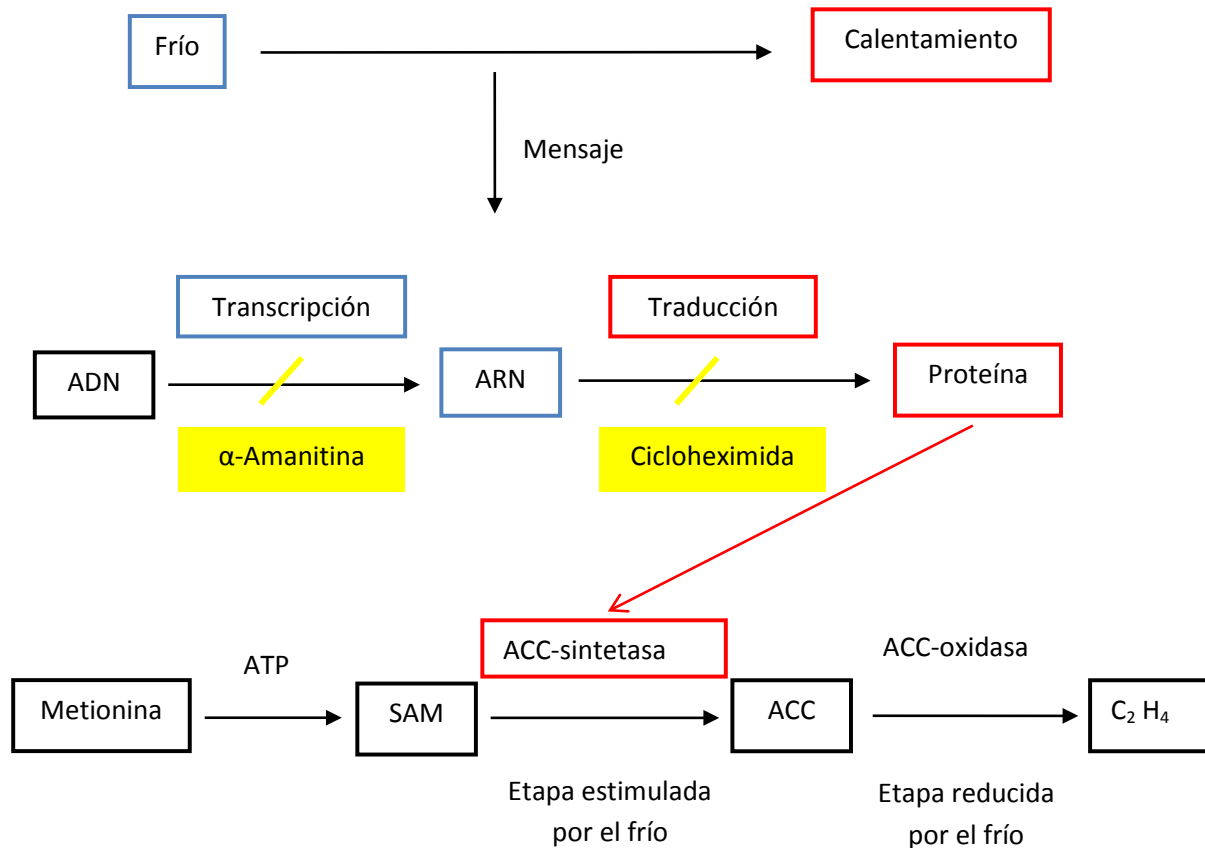 Frío
Calentamiento
Mensaje
Transcripción
Traducción
ADN
ARN
Proteína
α-Amanitina
Cicloheximida
ATP
ACC-sintetasa
ACC-oxidasa
Metionina
SAM
ACC
C₂ H₄
Etapa estimulada
por el frío
Etapa reducida
por el frío